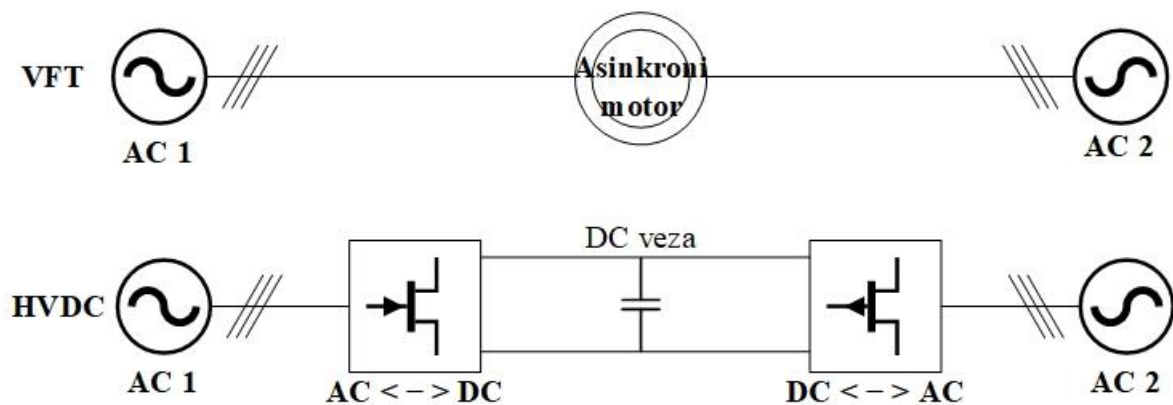 VFT
Asinkroni
motor
AC 1
AC 2
DC veza
HVDC
AC 1
AC < − > DC
DC < − > AC
AC 2